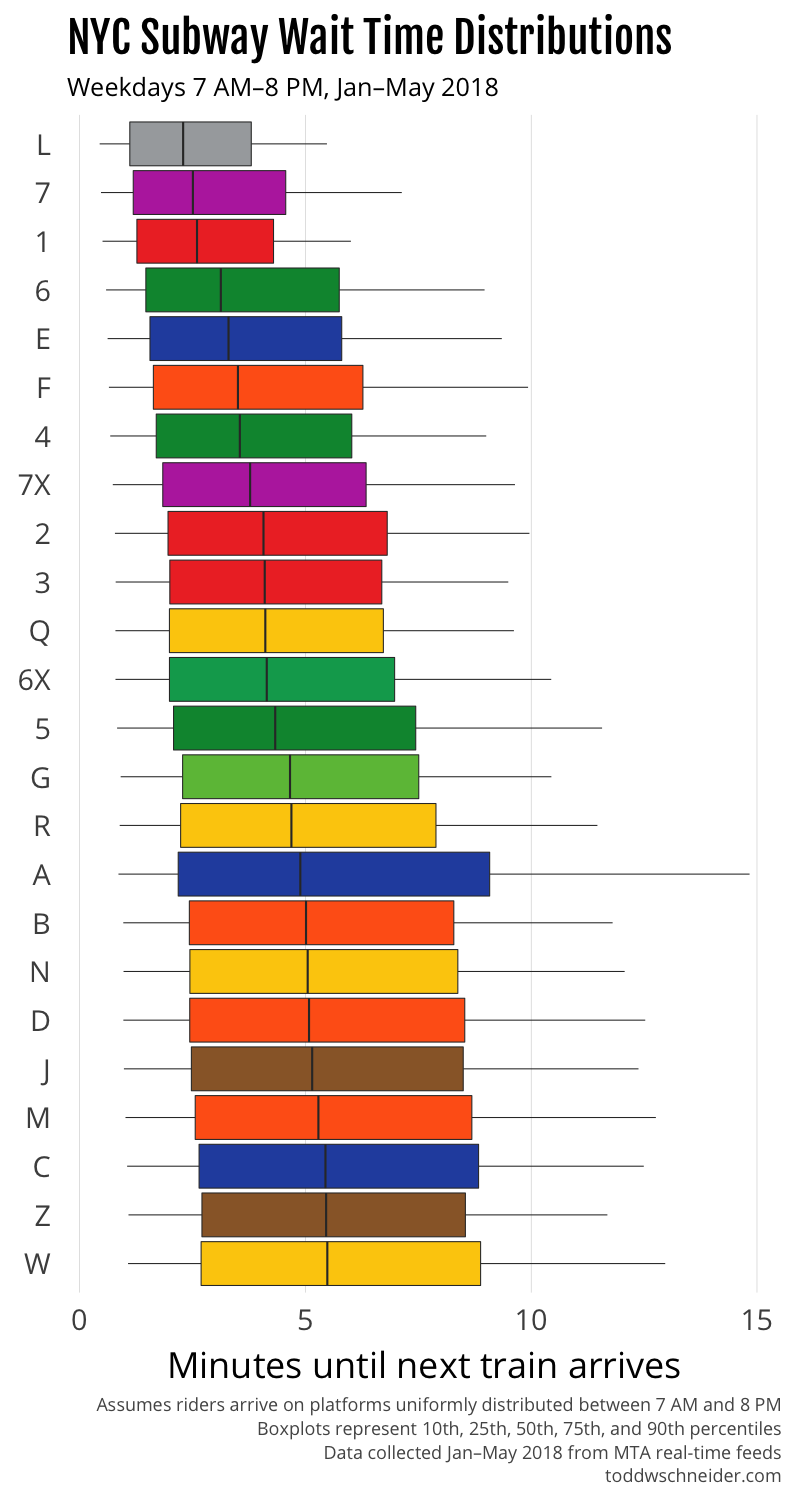 NYC Subway Wait Time Distributions
Weekdays 7 AM–8 PM, Jan–May 2018
L
7
1
6
E
F
4
7X
2
3
Q
6X
5
G
R
A
B
N
D
J
M
C
Z
W
0 5 10 15
Minutes until next train arrives
Assumes riders arrive on platforms uniformly distributed between 7 AM and 8 PM
Boxplots represent 10th, 25th, 50th, 75th, and 90th percentiles
Data collected Jan–May 2018 from MTA real-time feeds
toddwschneider.com